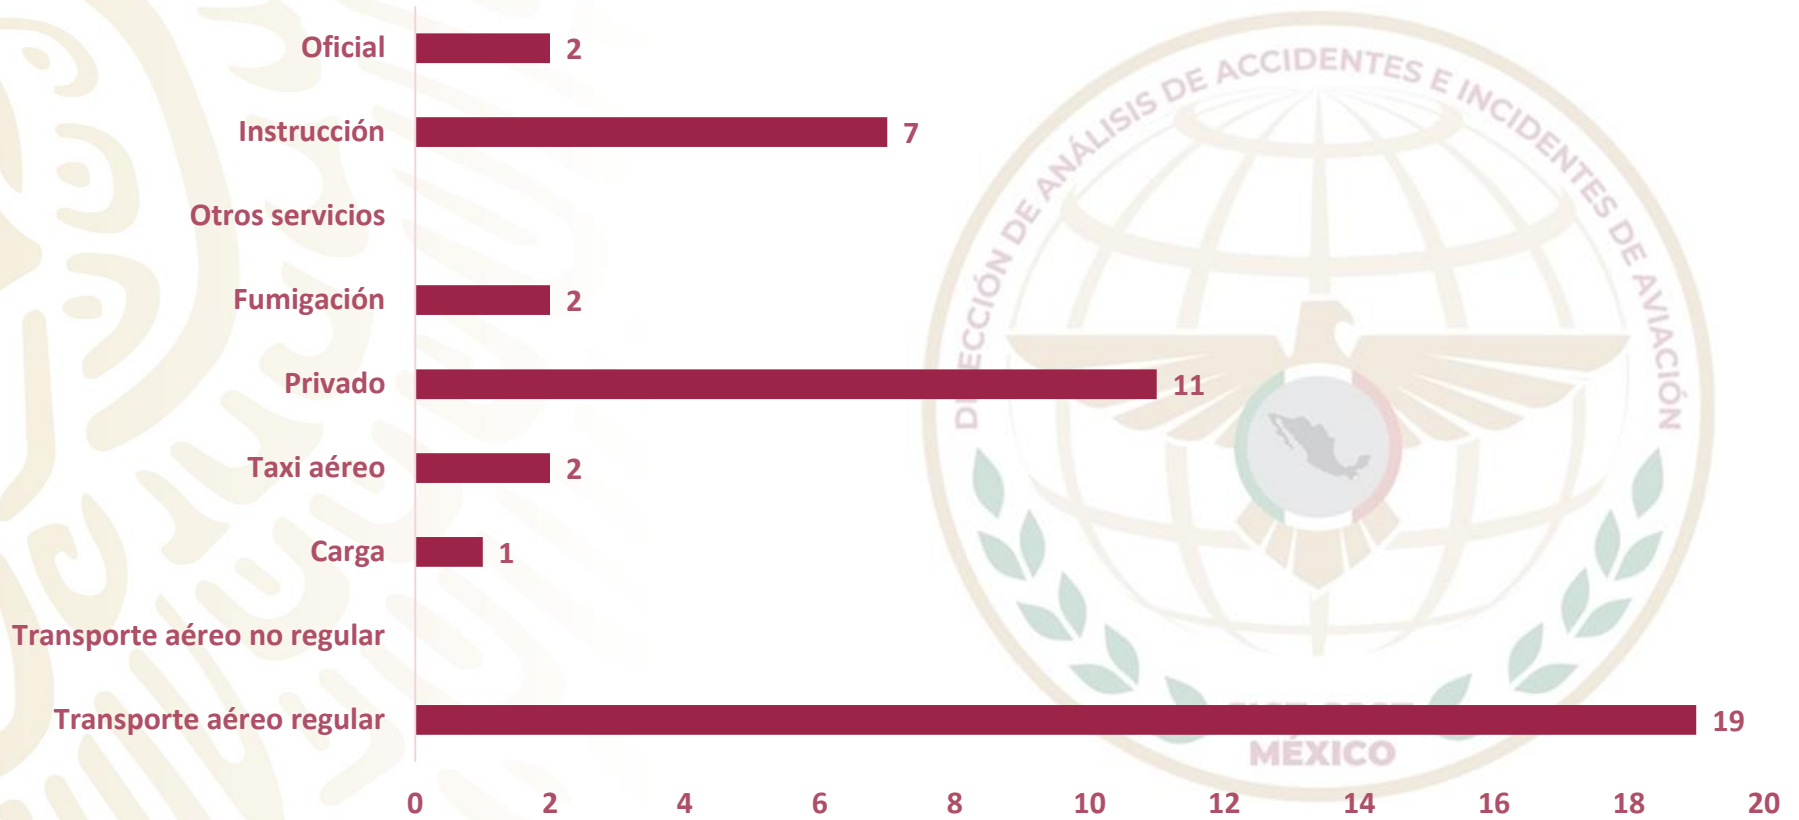 Oficial 2
Instrucción 7
Otros servicios
Fumigación 2
Privado 11
Taxi aéreo 2
Carga 1
Transporte aéreo no regular
Transporte aéreo regular 19
0 2 4 6 8 10 12 14 16 18 20
DIRECCIÓN DE ANÁLISIS DE ACCIDENTES E INCIDENTES DE AVIACIÓN
MÉXICO